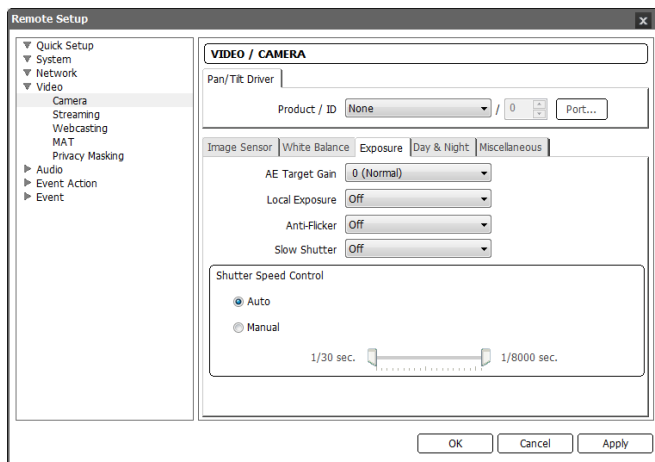 Remote Setup
x
Quick Setup
System
Network
Video
Camera
Streaming
Webcasting
MAT
Privacy Masking
Audio
Event Action
Event
VIDEO / CAMERA
Pan/Tilt Driver
Product / ID None / 0 Port...
Image Sensor White Balance Exposure Day & Night Miscellaneous
AE Target Gain 0 (Normal)
Local Exposure Off
Anti-Flicker Off
Slow Shutter Off
Shutter Speed Control
Auto
Manual
1/30 sec. 1/8000 sec.
OK Cancel Apply